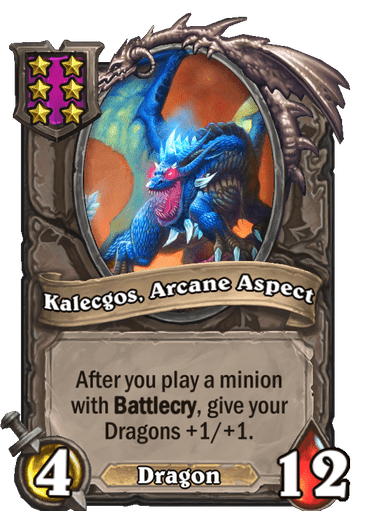 Kalecgos, Arcane Aspect
After you play a minion
with Battlecry, give your
Dragons +1/+1.
4
Dragon
12